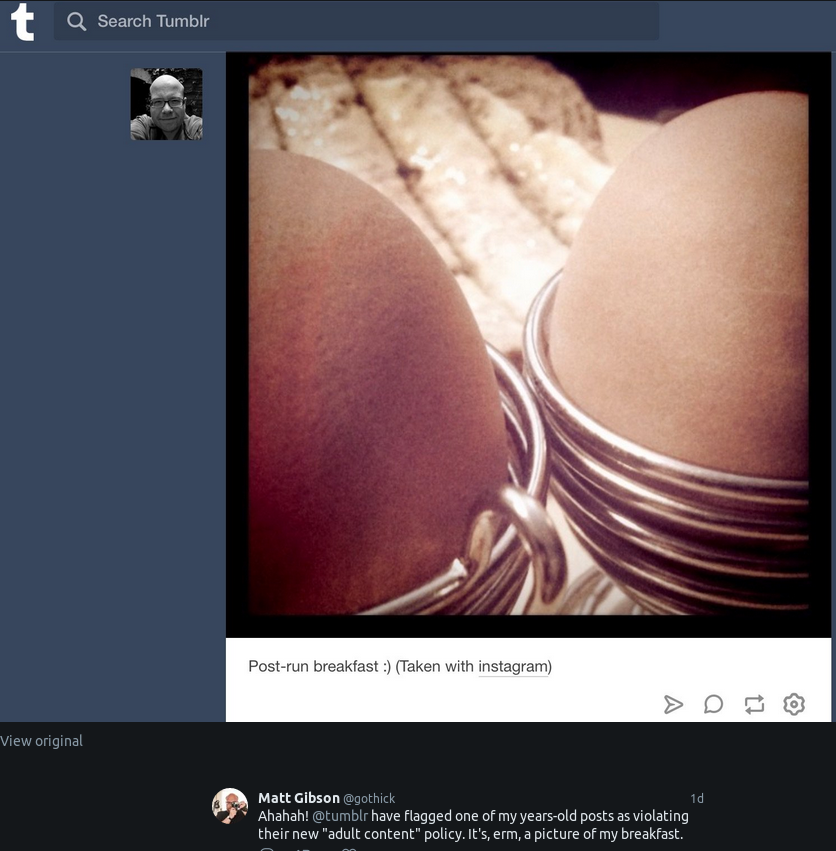 t
Search Tumblr
Post-run breakfast :) (Taken with instagram)
View original
Matt Gibson @gothick 1d
Ahahah! @tumblr have flagged one of my years-old posts as violating
their new "adult content" policy. It's, erm, a picture of my breakfast.